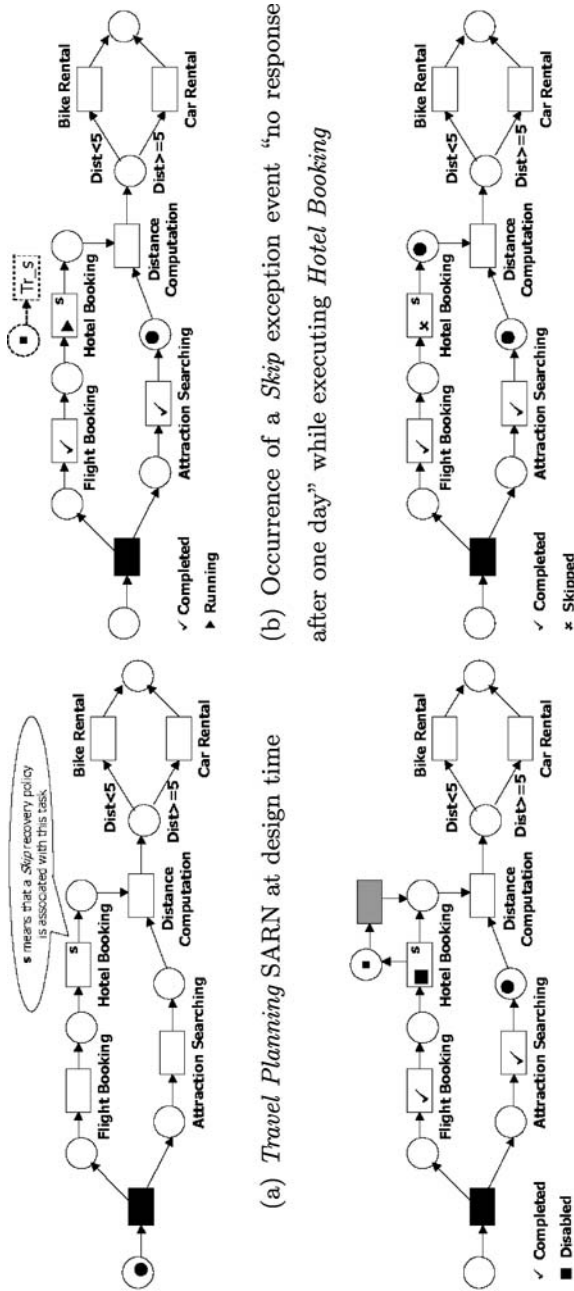 s means that a Skip recovery policy
is associated with this task
Flight Booking
Hotel Booking
s
Bike Rental
Dist<5
Dist>=5
Car Rental
Distance
Computation
Attraction Searching
(a) Travel Planning SARN at design time
Tr_s
Flight Booking
Hotel Booking
s
Bike Rental
Dist<5
Dist>=5
Car Rental
Distance
Computation
Attraction Searching
Completed
Running
(b) Occurrence of a Skip exception event “no response
after one day” while executing Hotel Booking
Flight Booking
Hotel Booking
s
Bike Rental
Dist<5
Dist>=5
Car Rental
Distance
Computation
Attraction Searching
Completed
Disabled
Flight Booking
Hotel Booking
s
Bike Rental
Dist<5
Dist>=5
Car Rental
Distance
Computation
Attraction Searching
Completed
Skipped